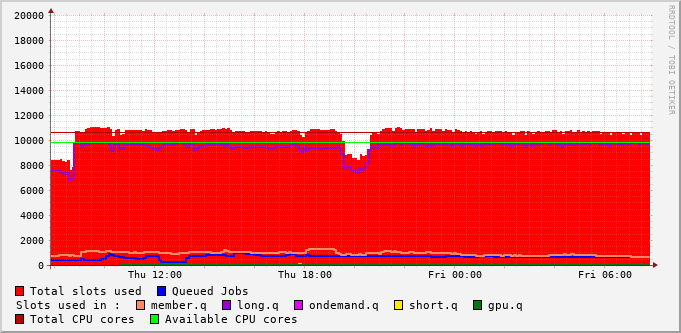 20000
18000
16000
14000
12000
10000
8000
6000
4000
2000
0
Thu 12:00 Thu 18:00 Fri 00:00 Fri 06:00
RRDTOOL / TOBI OETIKER
Total slots used Queued Jobs
Slots used in : member.q long.q ondemand.q short.q gpu.q
Total CPU cores Available CPU cores